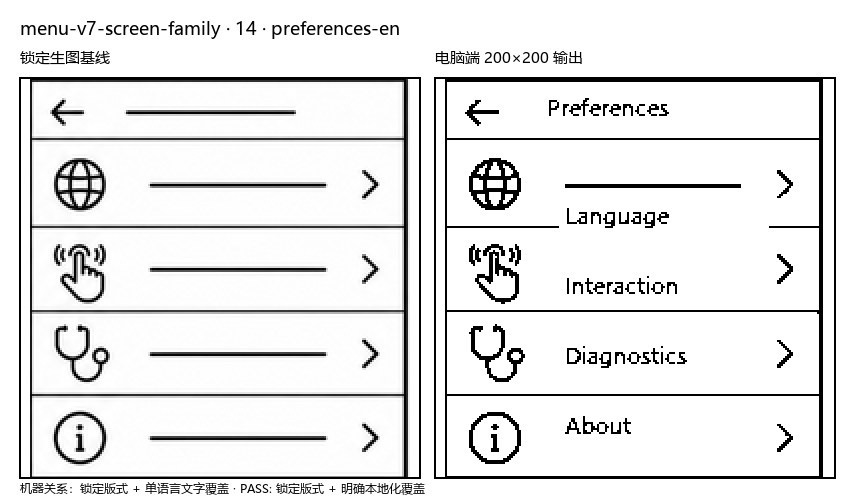 menu-v7-screen-family · 14 · preferences-en
锁定生图基线
电脑端 200×200 输出
Preferences
Language
Interaction
Diagnostics
About
机器关系: 锁定版式 + 单语言文字覆盖 · PASS: 锁定版式 + 明确本地化覆盖